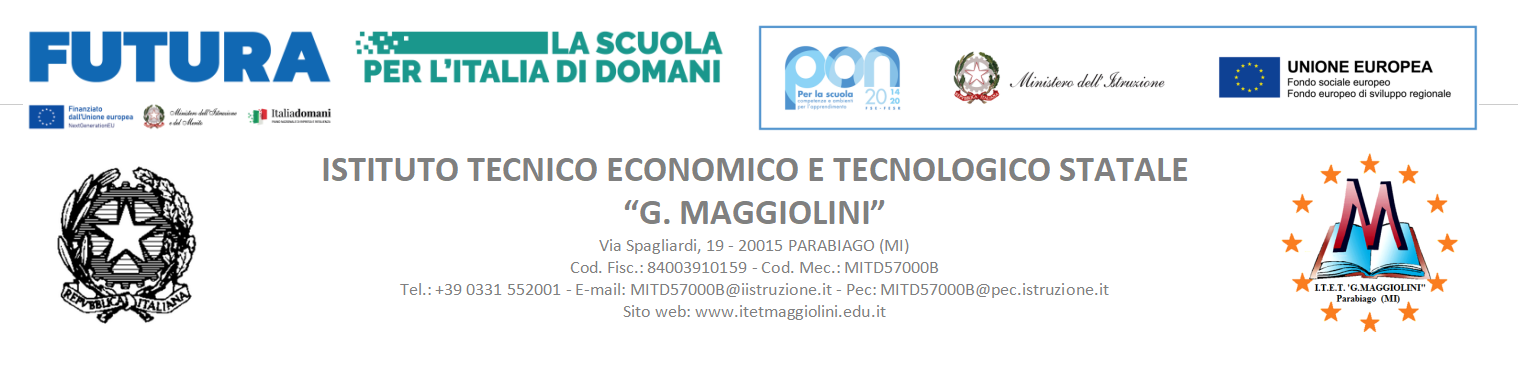 FUTURA
LA SCUOLA
PER L'ITALIA DI DOMANI
Finanziato
dall'Unione europea
NextGenerationEU
Ministero dell'Istruzione
e del Merito
Italiadomani
pon
Per la scuola
competenze e ambienti
per l'apprendimento
2014
20
Ministero dell'Istruzione
UNIONE EUROPEA
Fondo sociale europeo
Fondo europeo di sviluppo regionale
ISTITUTO TECNICO ECONOMICO E TECNOLOGICO STATALE
“G. MAGGIOLINI”
Via Spagliardi, 19 - 20015 PARABIAGO (MI)
Cod. Fisc.: 84003910159 - Cod. Mec.: MITD57000B
Tel.: +39 0331 552001 - E-mail: MITD57000B@iistruzione.it - Pec: MITD57000B@pec.istruzione.it
Sito web: www.itetmaggiolini.edu.it
REPVBBLICA ITALIANA
M
I.T.E.T. 'G.MAGGIOLINI"
Parabiago (MI)